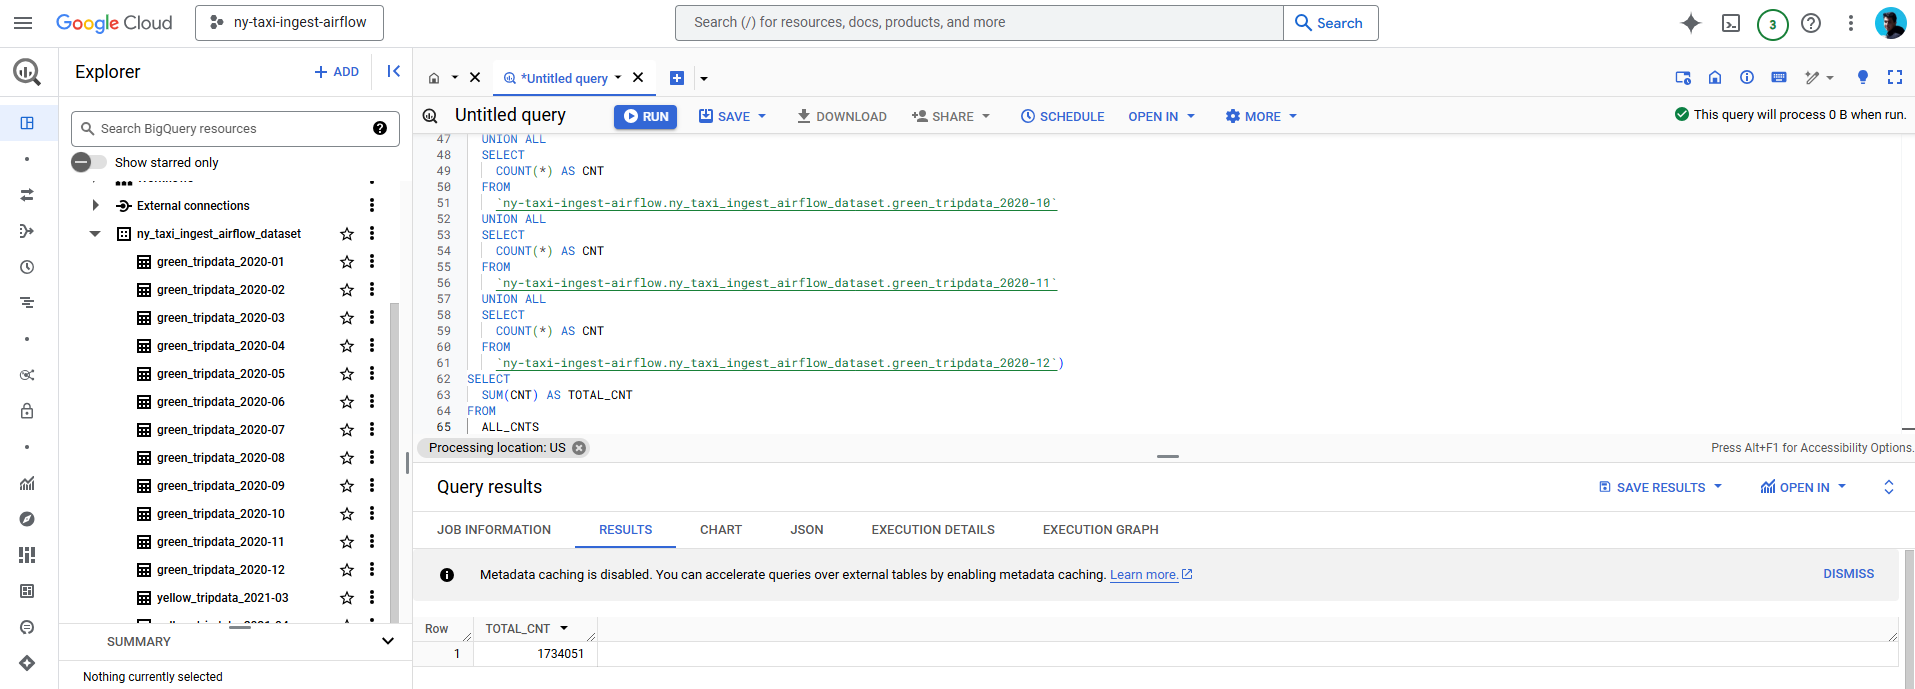 Google Cloud
ny-taxi-ingest-airflow
Search (/) for resources, docs, products, and more
Search
3
Explorer
+ ADD
*Untitled query
Search BigQuery resources
?
Show starred only
External connections
ny_taxi_ingest_airflow_dataset
green_tripdata_2020-01
green_tripdata_2020-02
green_tripdata_2020-03
green_tripdata_2020-04
green_tripdata_2020-05
green_tripdata_2020-06
green_tripdata_2020-07
green_tripdata_2020-08
green_tripdata_2020-09
green_tripdata_2020-10
green_tripdata_2020-11
green_tripdata_2020-12
yellow_tripdata_2021-03
SUMMARY
Nothing currently selected
Untitled query
RUN
SAVE
DOWNLOAD
SHARE
SCHEDULE
OPEN IN
MORE
This query will process 0 B when run.
47 UNION ALL
48 SELECT
49 COUNT(*) AS CNT
50 FROM
51 `ny-taxi-ingest-airflow.ny_taxi_ingest_airflow_dataset.green_tripdata_2020-10`
52 UNION ALL
53 SELECT
54 COUNT(*) AS CNT
55 FROM
56 `ny-taxi-ingest-airflow.ny_taxi_ingest_airflow_dataset.green_tripdata_2020-11`
57 UNION ALL
58 SELECT
59 COUNT(*) AS CNT
60 FROM
61 `ny-taxi-ingest-airflow.ny_taxi_ingest_airflow_dataset.green_tripdata_2020-12`)
62 SELECT
63 SUM(CNT) AS TOTAL_CNT
64 FROM
65 ALL_CNTS
Processing location: US
Press Alt+F1 for Accessibility Options.
Query results
SAVE RESULTS
OPEN IN
JOB INFORMATION
RESULTS
CHART
JSON
EXECUTION DETAILS
EXECUTION GRAPH
Metadata caching is disabled. You can accelerate queries over external tables by enabling metadata caching. Learn more.
DISMISS
Row TOTAL_CNT
1 1734051